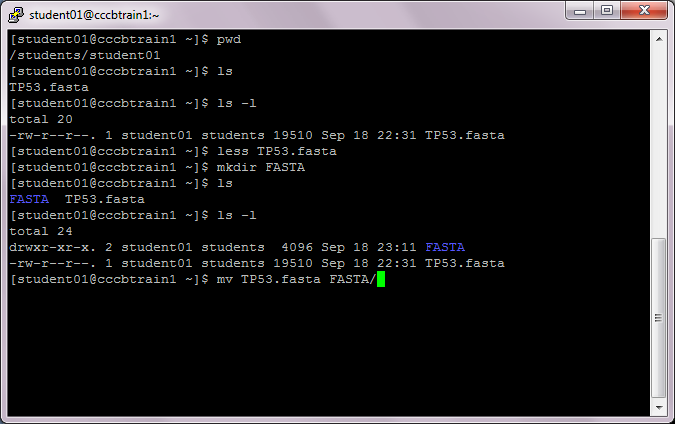 student01@cccbtrain1:~
[student01@cccbtrain1 ~]$ pwd
/students/student01
[student01@cccbtrain1 ~]$ ls
TP53.fasta
[student01@cccbtrain1 ~]$ ls -l
total 20
-rw-r--r--. 1 student01 students 19510 Sep 18 22:31 TP53.fasta
[student01@cccbtrain1 ~]$ less TP53.fasta
[student01@cccbtrain1 ~]$ mkdir FASTA
[student01@cccbtrain1 ~]$ ls
FASTA  TP53.fasta
[student01@cccbtrain1 ~]$ ls -l
total 24
drwxr-xr-x. 2 student01 students  4096 Sep 18 23:11 FASTA
-rw-r--r--. 1 student01 students 19510 Sep 18 22:31 TP53.fasta
[student01@cccbtrain1 ~]$ mv TP53.fasta FASTA/